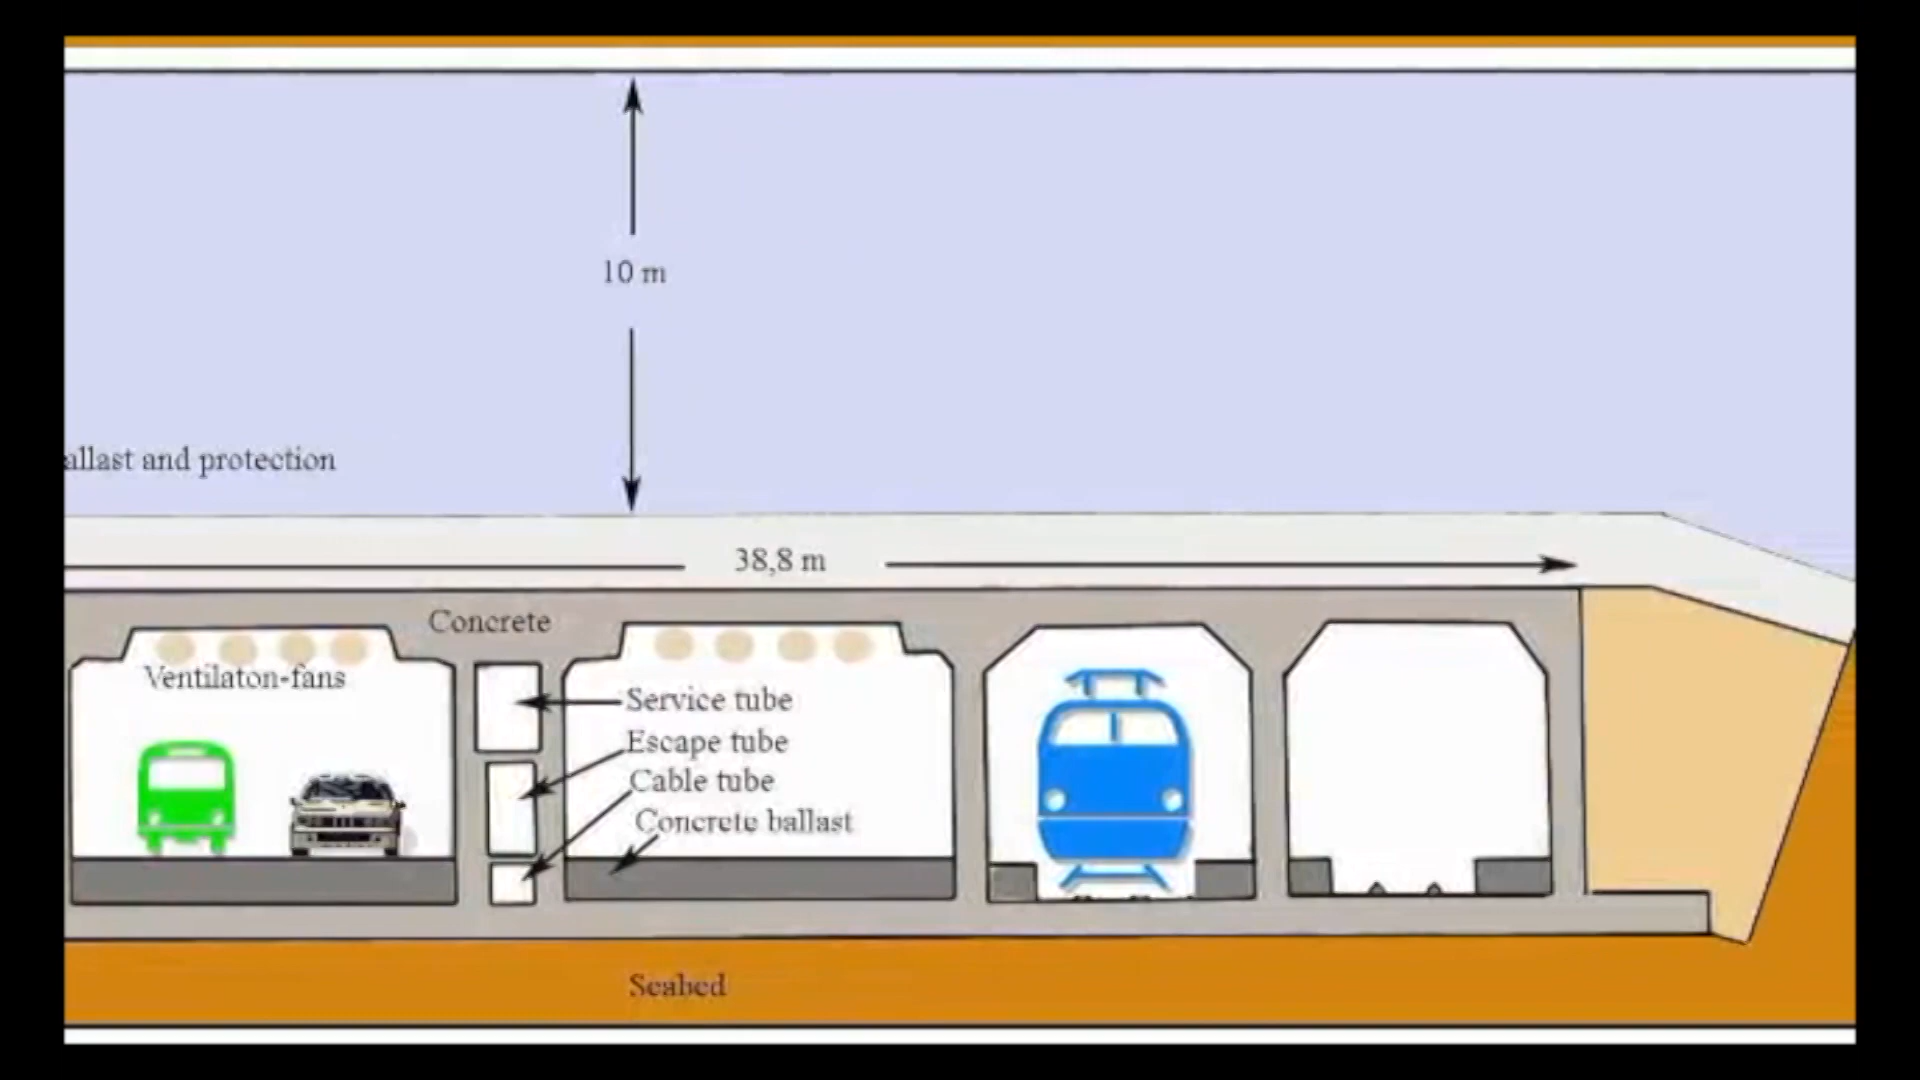 10 m
allast and protection
38,8 m
Concrete
Ventilaton-fans
Service tube
Escape tube
Cable tube
Concrete ballast
Seabed